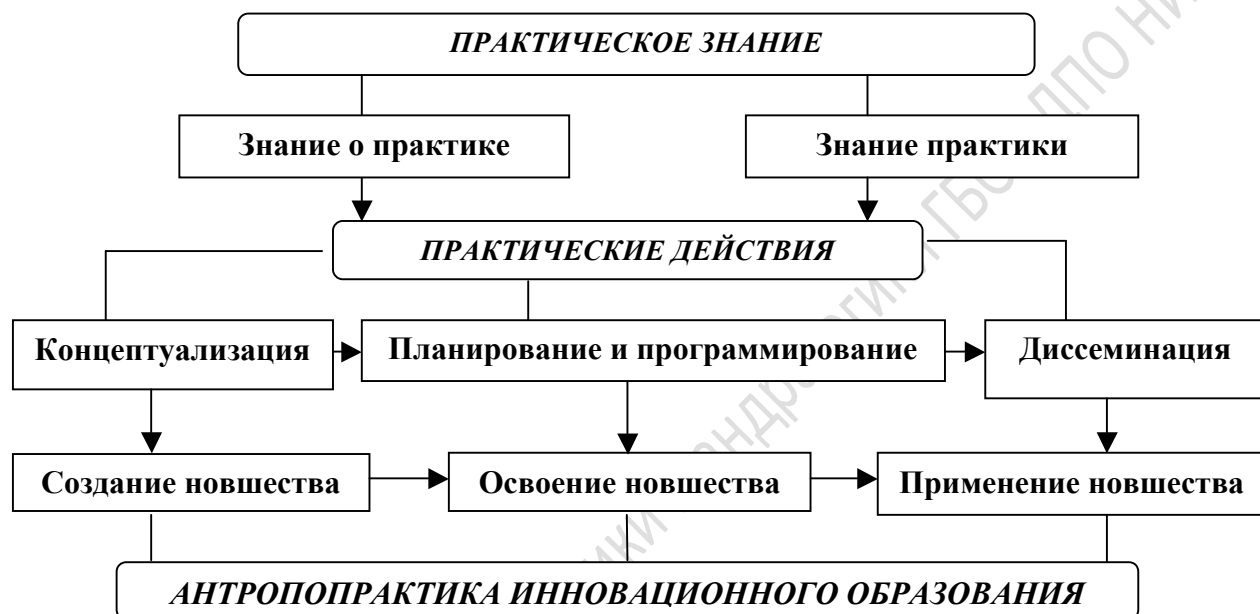 ПРАКТИЧЕСКОЕ ЗНАНИЕ
Знание о практике
Знание практики
ПРАКТИЧЕСКИЕ ДЕЙСТВИЯ
Концептуализация
Планирование и программирование
Диссеминация
Создание новшества
Освоение новшества
Применение новшества
АНТРОПОПРАКТИКА ИННОВАЦИОННОГО ОБРАЗОВАНИЯ